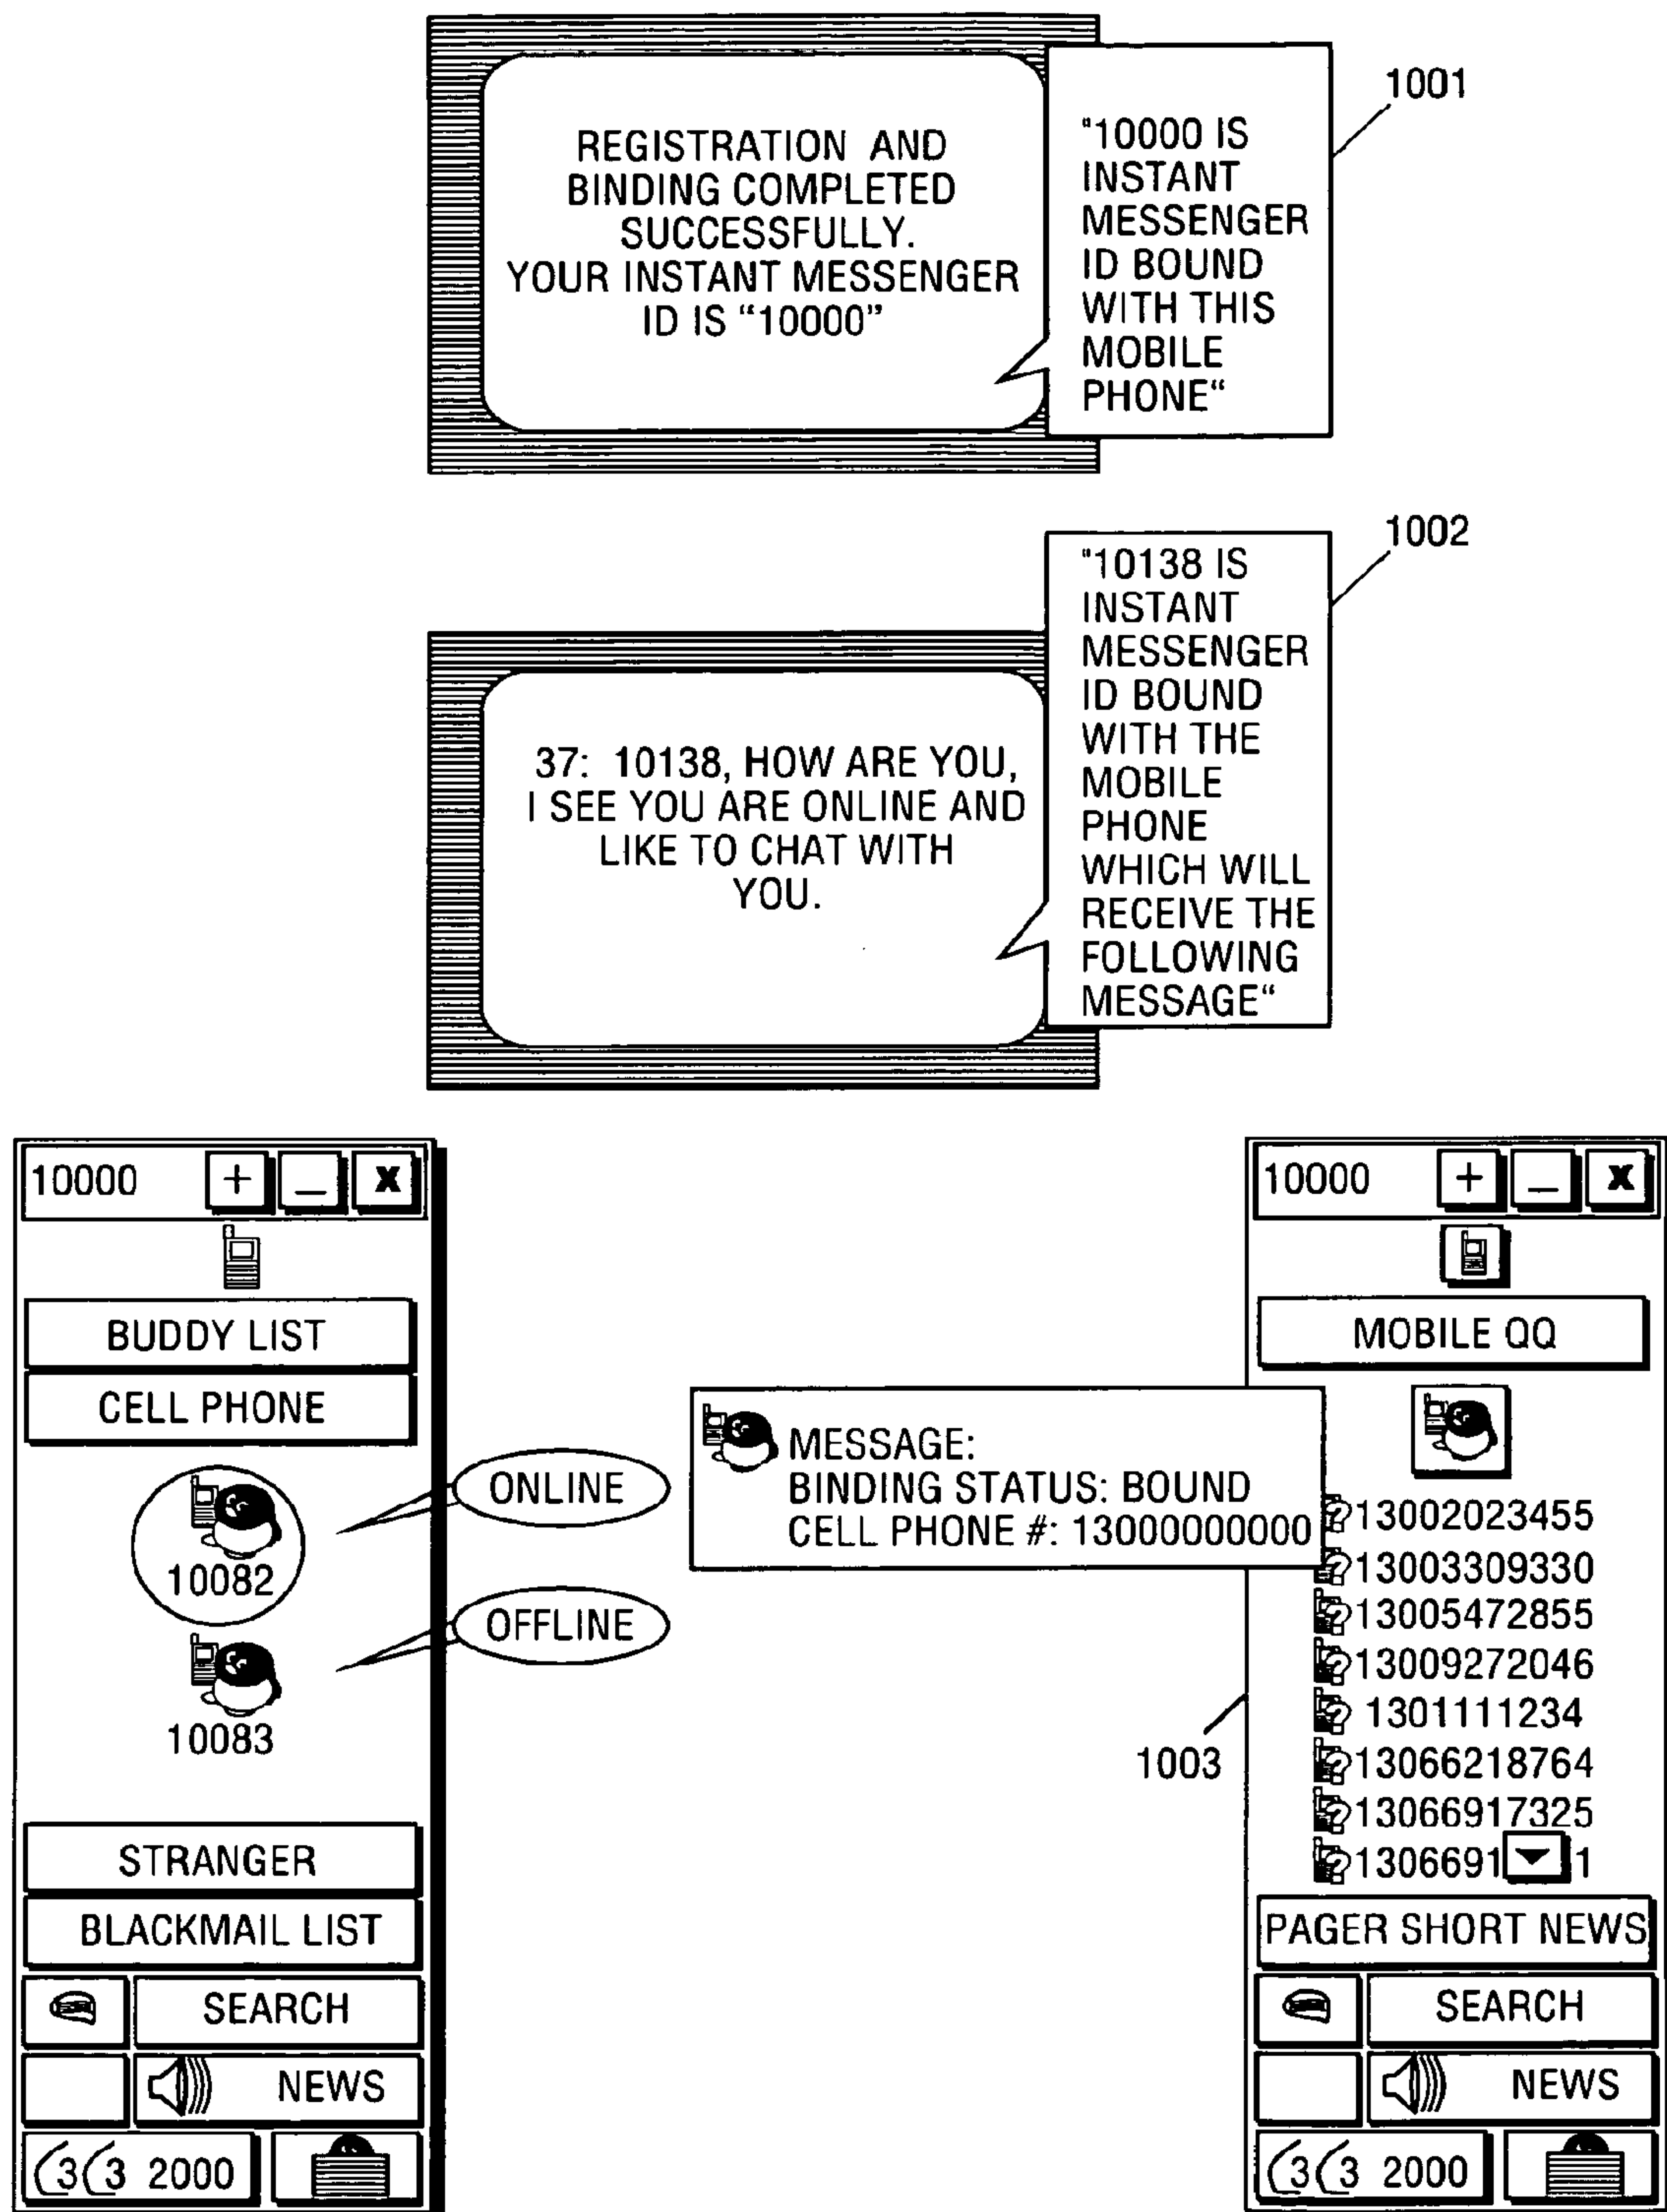 REGISTRATION AND
BINDING COMPLETED
SUCCESSFULLY.
YOUR INSTANT MESSENGER
ID IS “10000”
"10000 IS
INSTANT
MESSENGER
ID BOUND
WITH THIS
MOBILE
PHONE“
1001
37: 10138, HOW ARE YOU,
I SEE YOU ARE ONLINE AND
LIKE TO CHAT WITH
YOU.
"10138 IS
INSTANT
MESSENGER
ID BOUND
WITH THE
MOBILE
PHONE
WHICH WILL
RECEIVE THE
FOLLOWING
MESSAGE“
1002
10000 + _ X
BUDDY LIST
CELL PHONE
10082
ONLINE
10083
OFFLINE
STRANGER
BLACKMAIL LIST
SEARCH
NEWS
2000
MESSAGE:
BINDING STATUS: BOUND
CELL PHONE #: 13000000000
1003
10000 + _ X
MOBILE QQ
13002023455
13003309330
13005472855
13009272046
1301111234
13066218764
13066917325
1306691 1
PAGER SHORT NEWS
SEARCH
NEWS
2000